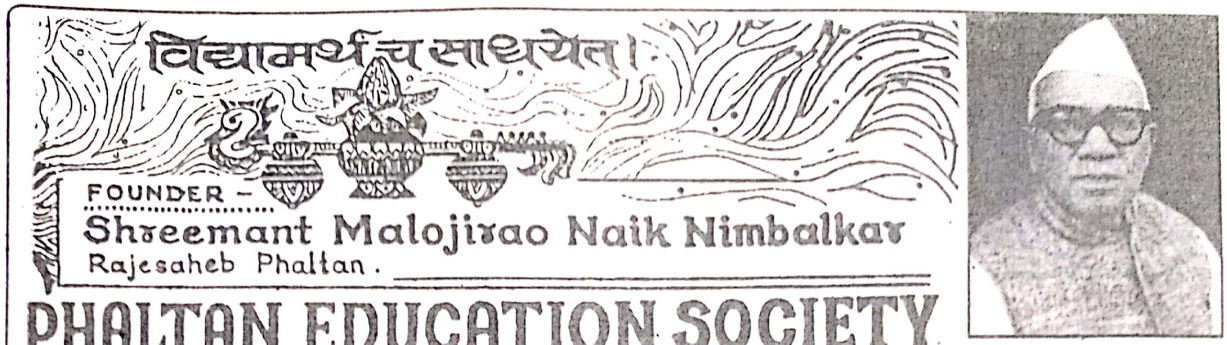 विद्यामर्थ च साधयेत्।
FOUNDER –
Shreemant Malojirao Naik Nimbalkar
Rajesaheb Phaltan.
PHALTAN EDUCATION SOCIETY